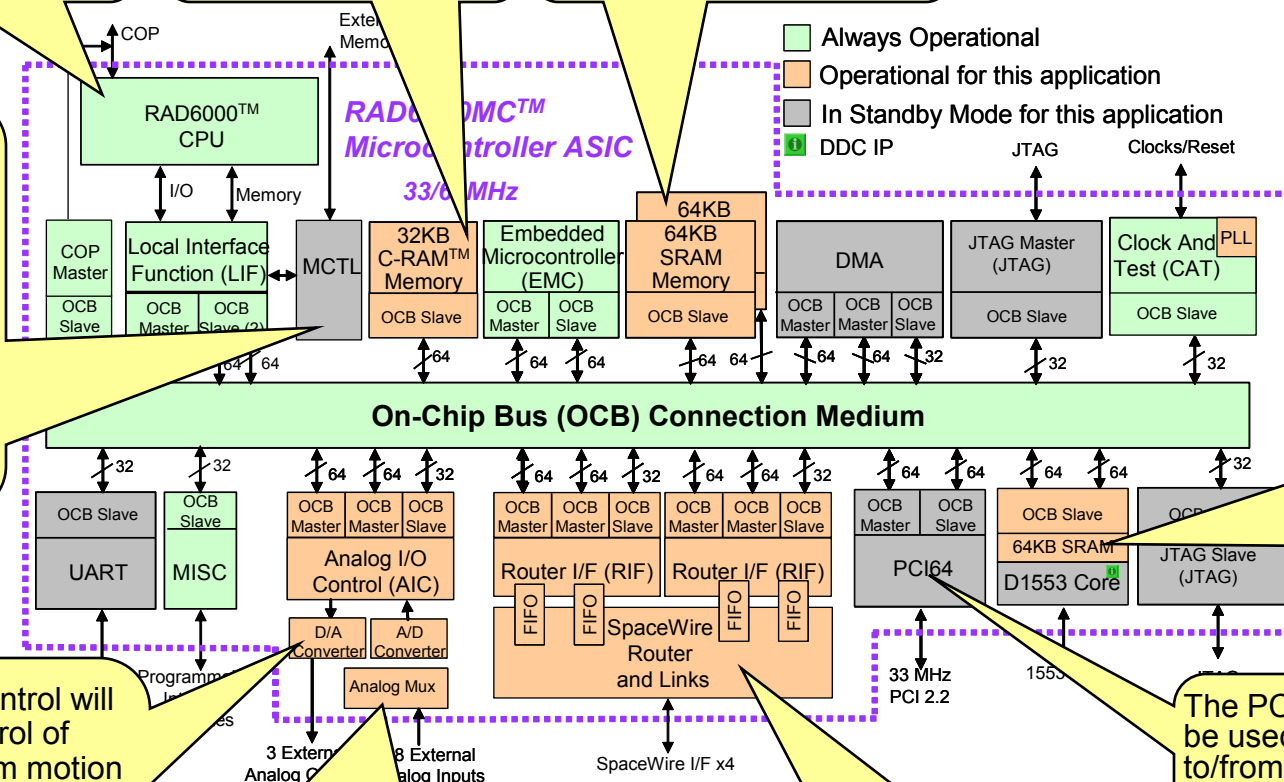 COP
Exter
Memo
Always Operational
Operational for this application
In Standby Mode for this application
DDC IP
RAD6000TM
CPU
MicrocontrollerASIC
33/6 MHz
JTAG
Clocks/Reset
I/O
Memory
COP
Master
OCB
Slave
Local Interface
Function (LIF)
OCB
Master
OCB
Slave (2)
MCTL
32KB
C-RAMTM
Memory
OCB Slave
Embedded
Microcontroller
(EMC)
OCB
Master
OCB
Slave
64KB
64KB
SRAM
Memory
OCB Slave
DMA
OCB
Master
OCB
Master
OCB
Slave
JTAG Master
(JTAG)
OCB Slave
Clock And
Test (CAT)
PLL
OCB Slave
64
64
64
64
64
64
64
64
64
32
32
32
On-Chip Bus (OCB) Connection Medium
32
32
64
64
32
64
64
32
64
64
32
64
64
64
64
32
OCB Slave
UART
OCB
Slave
MISC
OCB
Master
OCB
Master
OCB
Slave
Analog I/O
Control (AIC)
D/A
Converter
A/D
Converter
Analog Mux
OCB
Master
OCB
Master
OCB
Slave
Router I/F (RIF)
OCB
Master
OCB
Master
OCB
Slave
Router I/F (RIF)
FIFO
FIFO
FIFO
FIFO
SpaceWire
Router
and Links
OCB
Master
OCB
Slave
PCI64
OCB Slave
64KB SRAM
D1553 Core
JTAG Slave
(JTAG)
33 MHz
PCI 2.2
1553
3 Extern
Analog
8 External
alog Inputs
SpaceWire I/F x4
ntrol will
rol of
m motion
Programm
The PC
be used
to/from